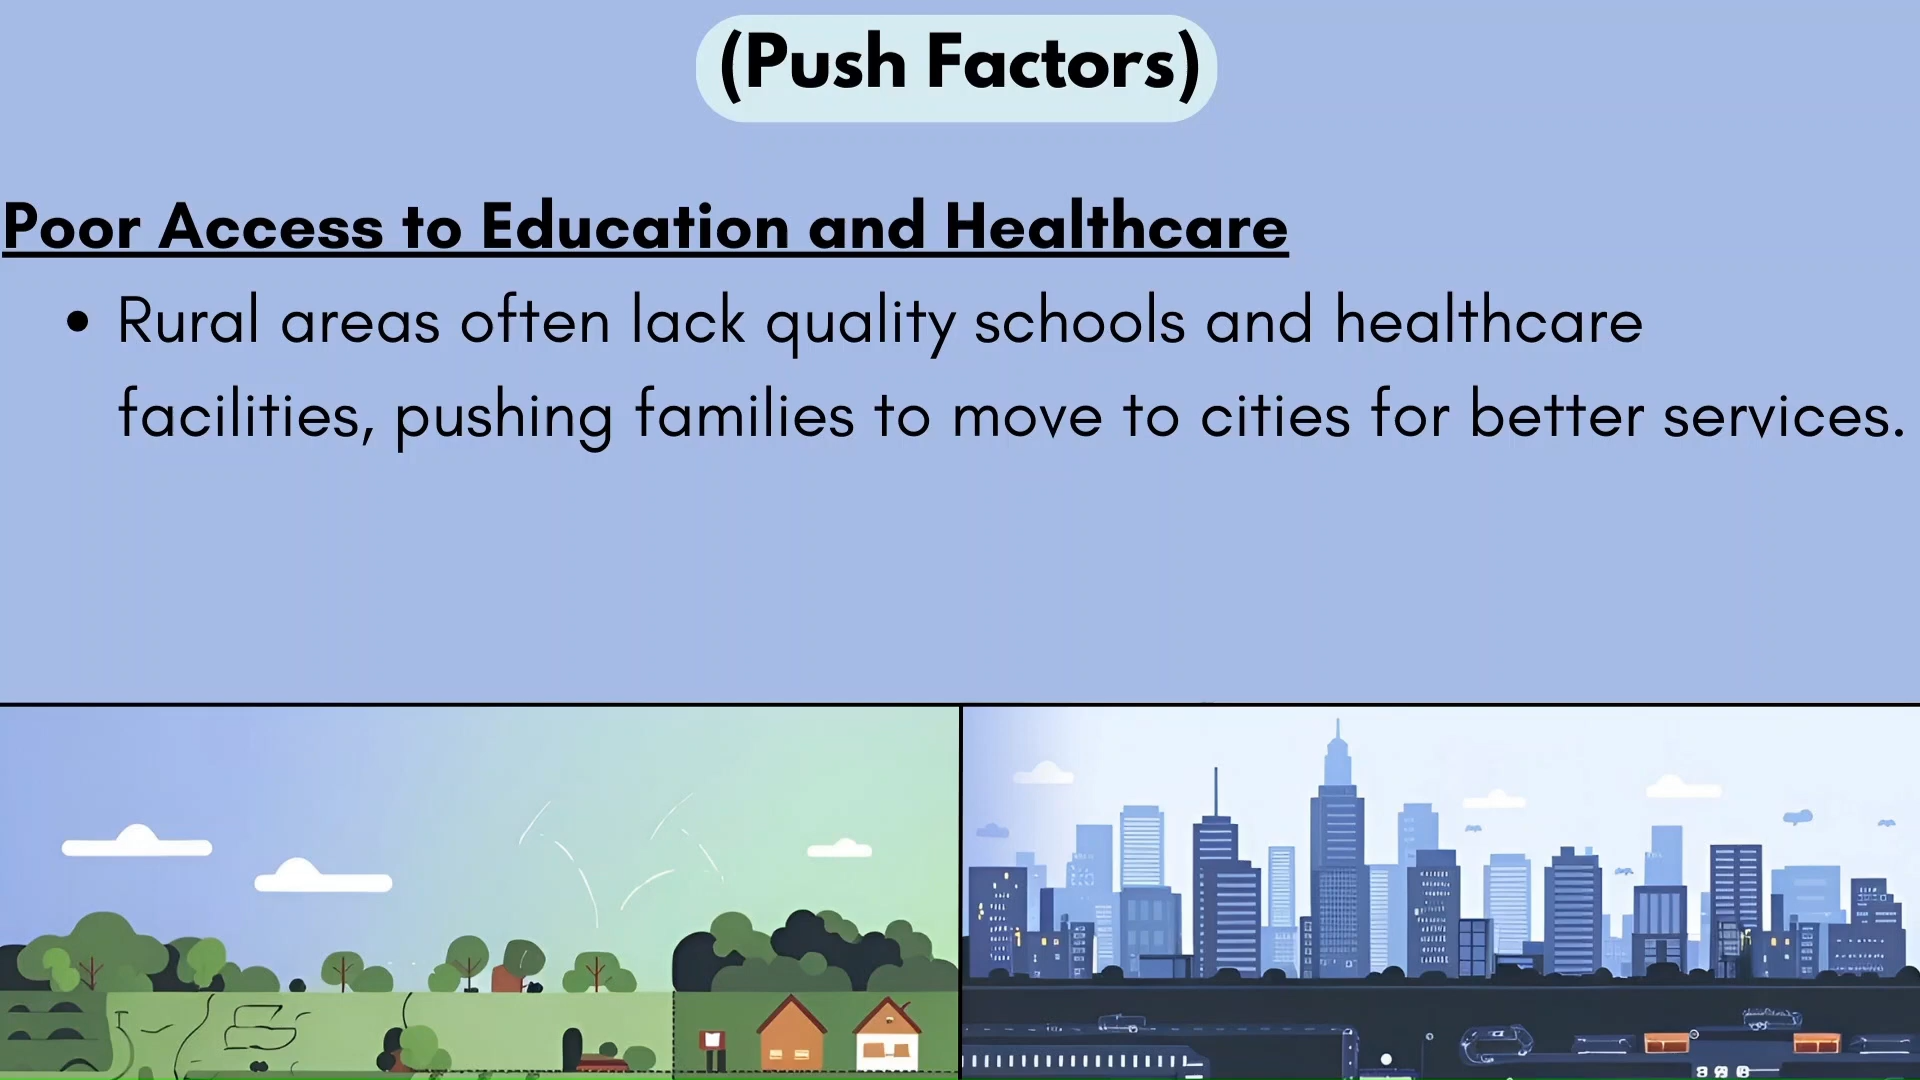 (Push Factors)
Poor Access to Education and Healthcare
• Rural areas often lack quality schools and healthcare
facilities, pushing families to move to cities for better services.